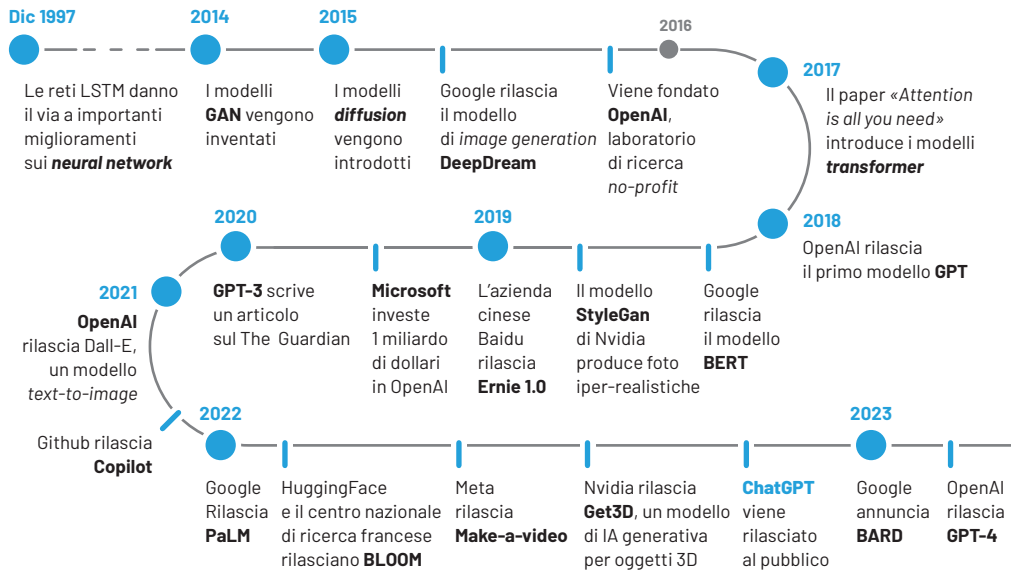 Dic 1997
Le reti LSTM danno
il via a importanti
miglioramenti
sui neural network
2014
I modelli
GAN vengono
inventati
2015
I modelli
diffusion
vengono
introdotti
Google rilascia
il modello
di image generation
DeepDream
Viene fondato
OpenAI,
laboratorio
di ricerca
no-profit
2016
2017
Il paper «Attention
is all you need»
introduce i modelli
transformer
2018
OpenAI rilascia
il primo modello GPT
Google
rilascia
il modello
BERT
Il modello
StyleGan
di Nvidia
produce foto
iper-realistiche
2019
L'azienda
cinese
Baidu
rilascia
Ernie 1.0
Microsoft
investe
1 miliardo
di dollari
in OpenAI
2020
GPT-3 scrive
un articolo
sul The Guardian
2021
OpenAI
rilascia Dall-E,
un modello
text-to-image
Github rilascia
Copilot
2022
Google
Rilascia
PaLM
HuggingFace
e il centro nazionale
di ricerca francese
rilasciano BLOOM
Meta
rilascia
Make-a-video
Nvidia rilascia
Get3D, un modello
di IA generativa
per oggetti 3D
ChatGPT
viene
rilasciato
al pubblico
2023
Google
annuncia
BARD
OpenAI
rilascia
GPT-4